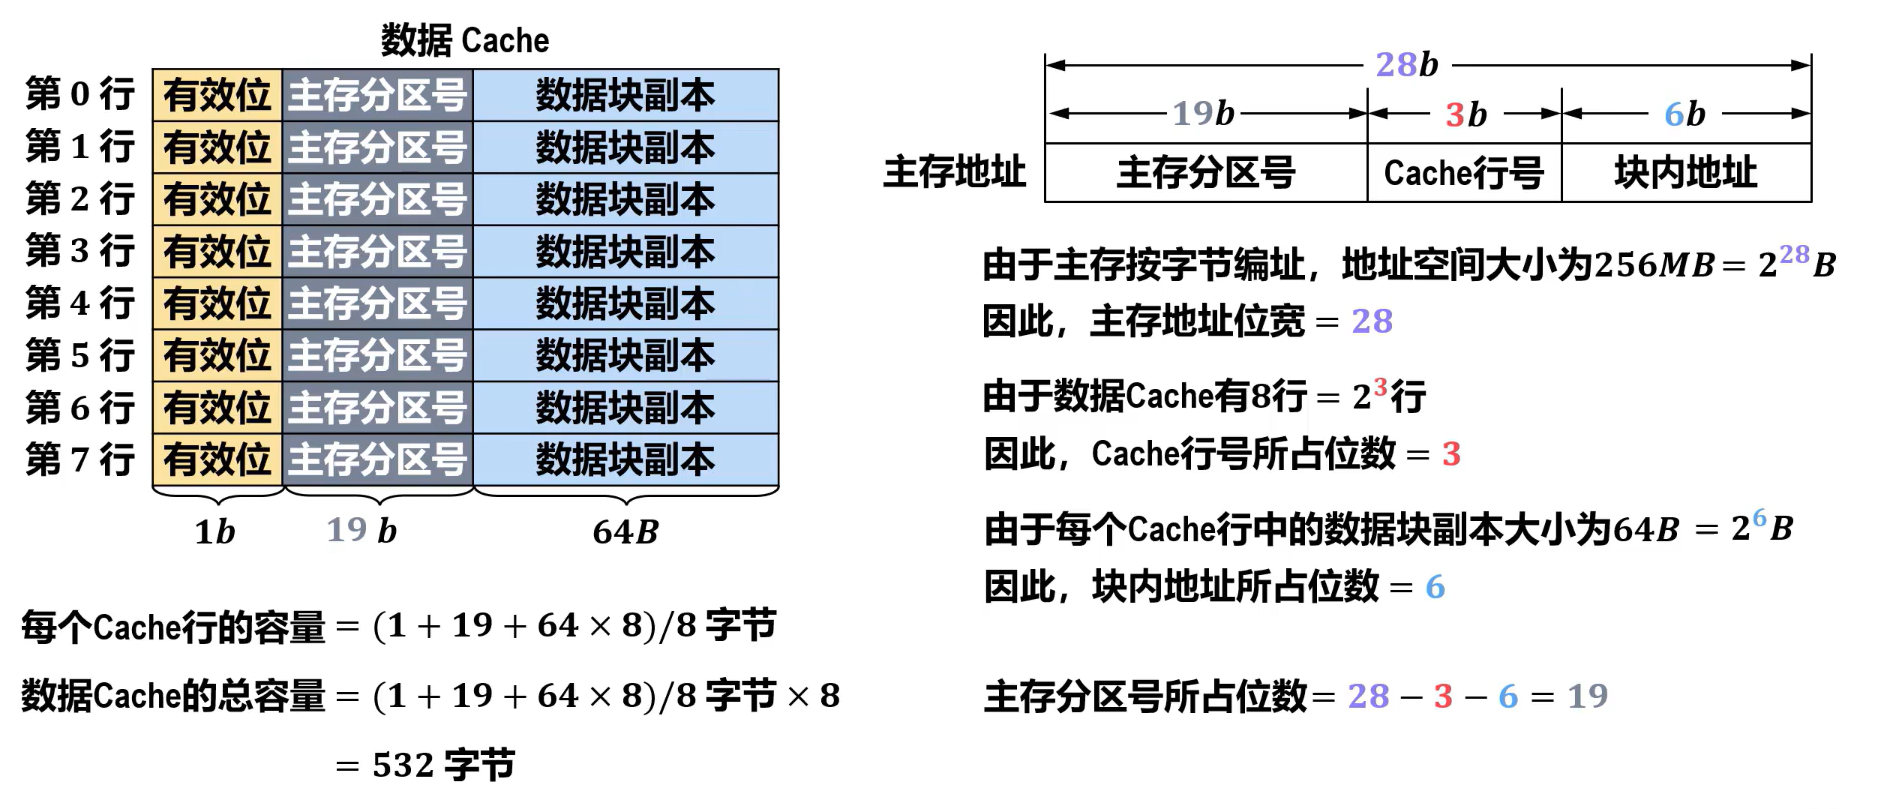 数据 Cache
第 0 行 有效位 主存分区号 数据块副本
第 1 行 有效位 主存分区号 数据块副本
第 2 行 有效位 主存分区号 数据块副本
第 3 行 有效位 主存分区号 数据块副本
第 4 行 有效位 主存分区号 数据块副本
第 5 行 有效位 主存分区号 数据块副本
第 6 行 有效位 主存分区号 数据块副本
第 7 行 有效位 主存分区号 数据块副本
1b 19 b 64B
每个Cache行的容量 = (1 + 19 + 64 × 8)/8 字节
数据Cache的总容量 = (1 + 19 + 64 × 8)/8 字节 × 8
= 532 字节
28b
19b 3b 6b
主存地址 主存分区号 Cache行号 块内地址
由于主存按字节编址，地址空间大小为256MB = 2²⁸B
因此，主存地址位宽 = 28
由于数据Cache有8行 = 2³行
因此，Cache行号所占位数 = 3
由于每个Cache行中的数据块副本大小为64B = 2⁶B
因此，块内地址所占位数 = 6
主存分区号所占位数= 28 − 3 − 6 = 19